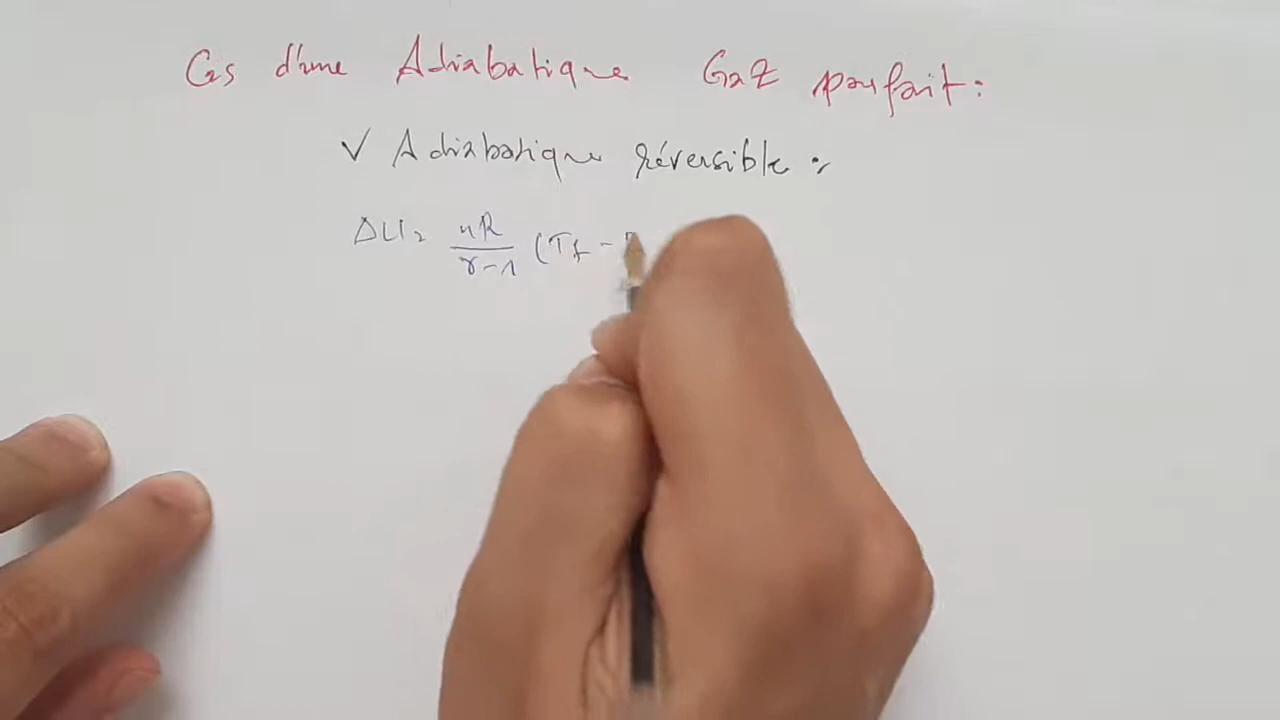 Cas d'une Adiabatique Gaz parfait :
✓ Adiabatique réversible :
ΔU = nR / γ-1 (Tf -